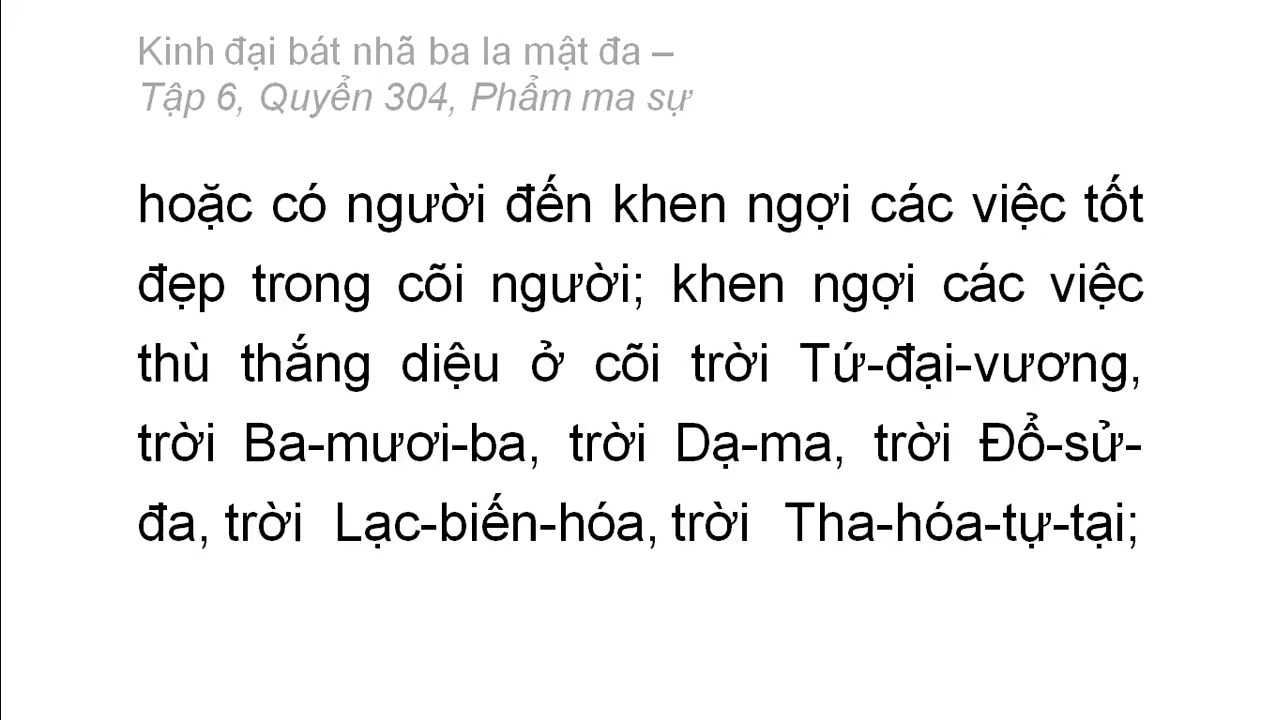 Kinh đại bát nhã ba la mật đa –
Tập 6, Quyển 304, Phẩm ma sự
hoặc có người đến khen ngợi các việc tốt
đẹp trong cõi người; khen ngợi các việc
thù thắng diệu ở cõi trời Tứ-đại-vương,
trời Ba-mươi-ba, trời Dạ-ma, trời Đổ-sử-
đa, trời Lạc-biến-hóa, trời Tha-hóa-tự-tại;